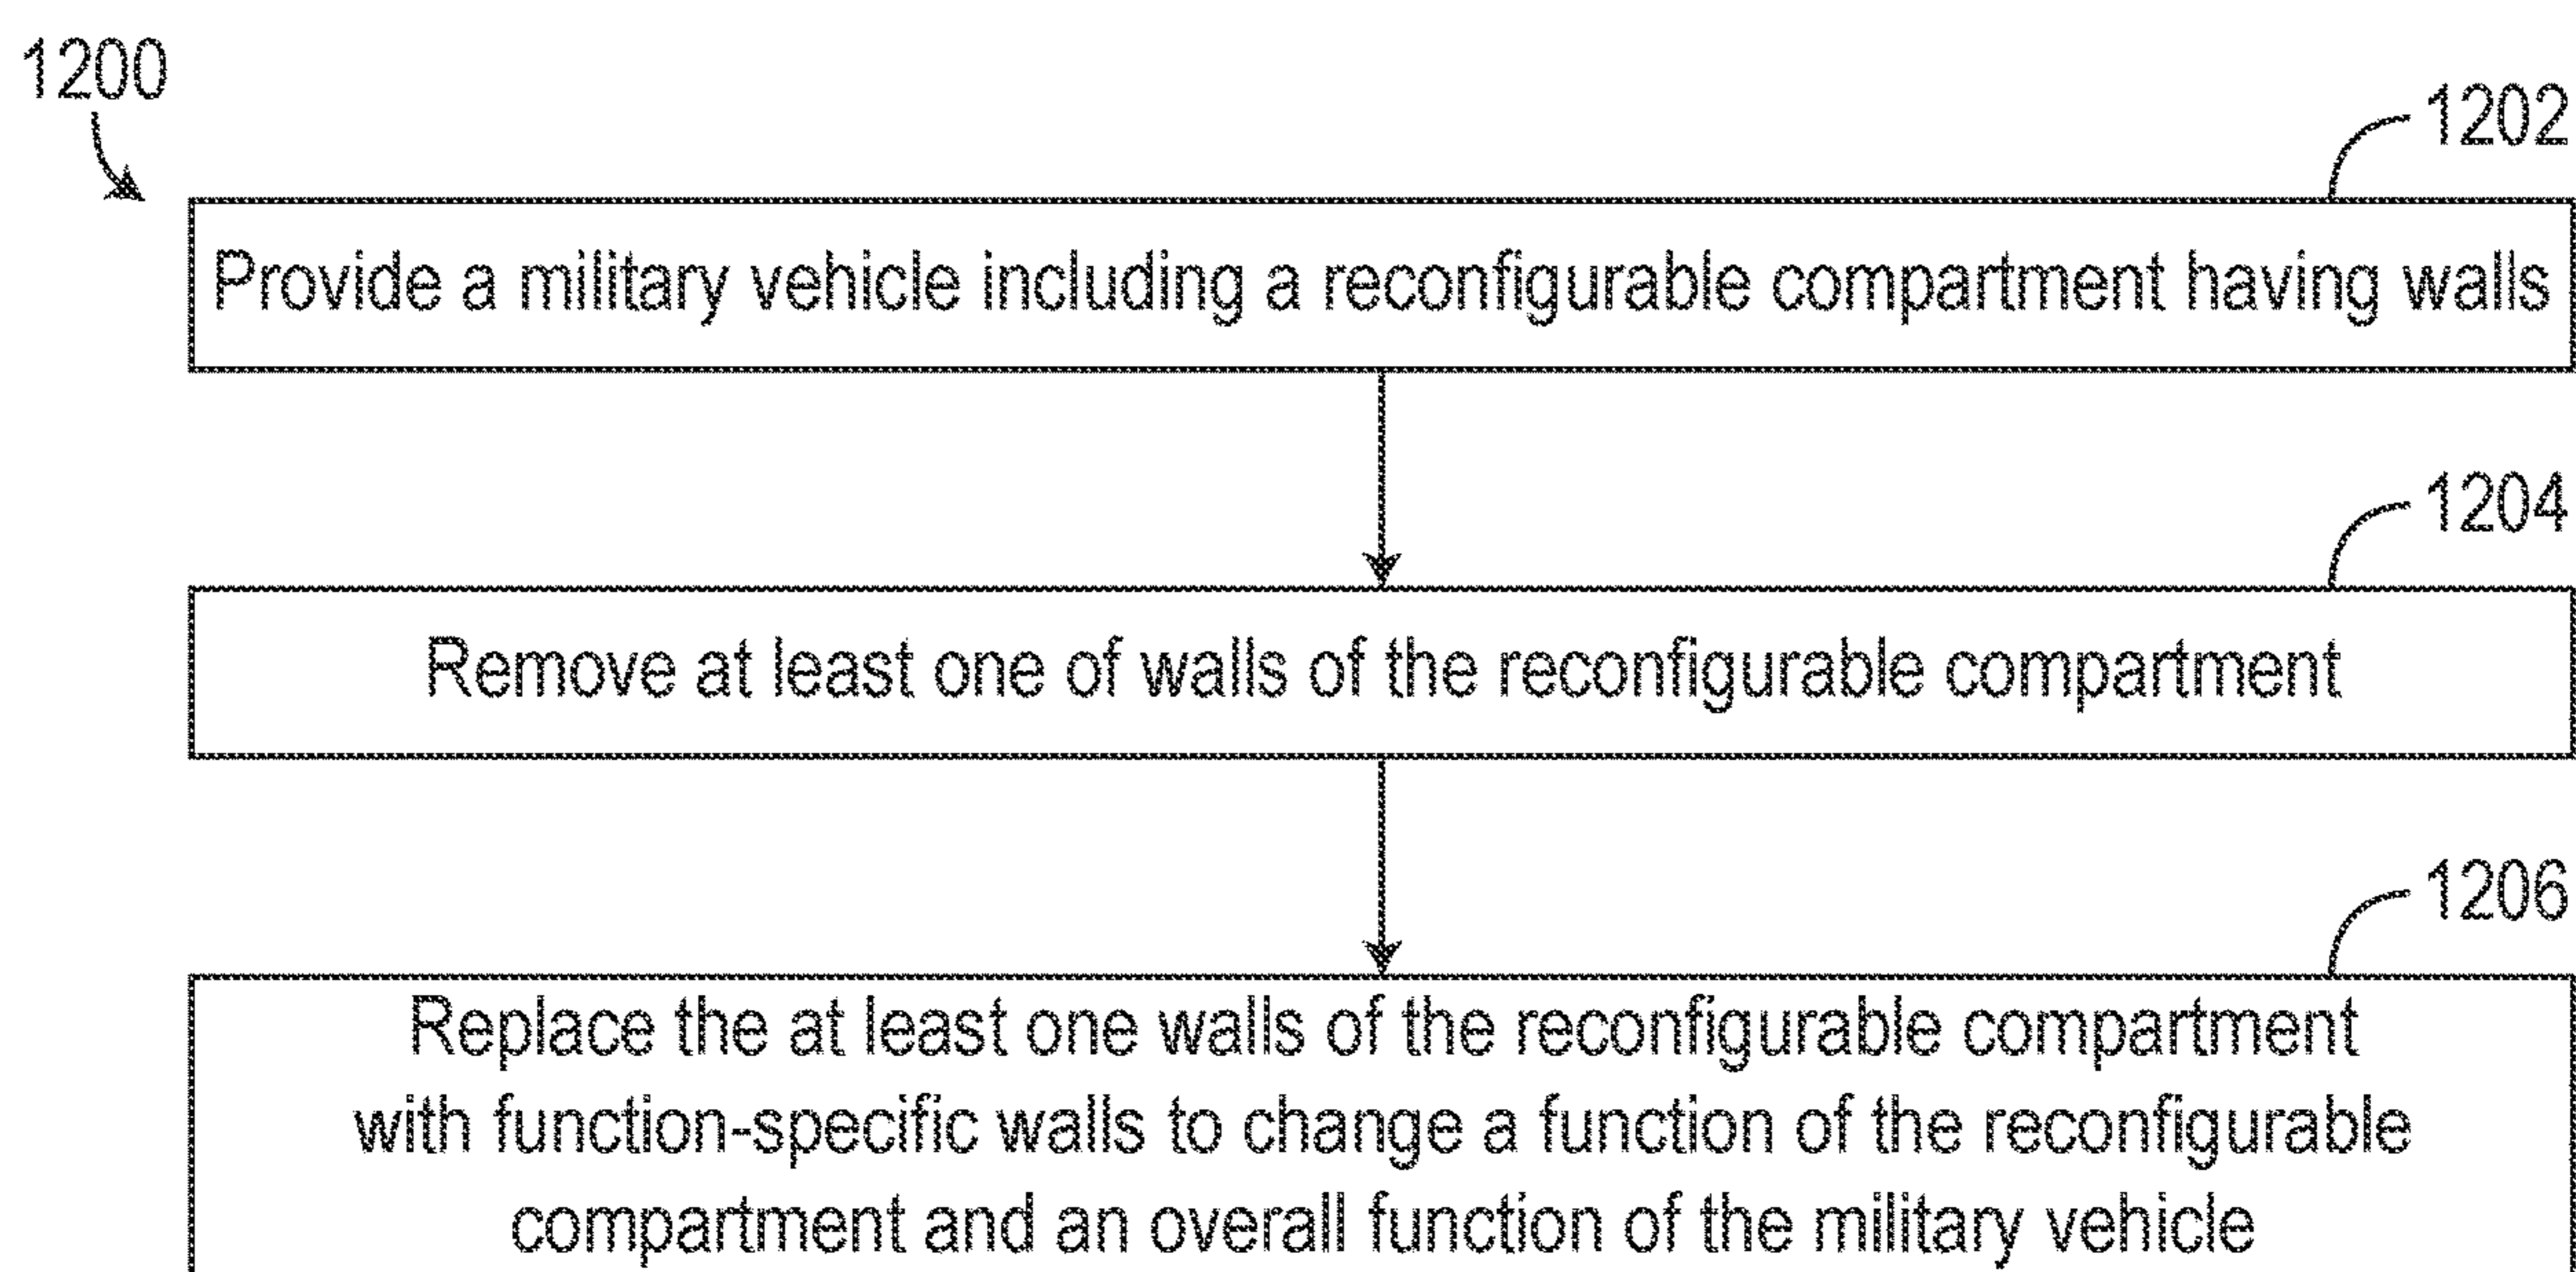 1200
1202
Provide a military vehicle including a reconfigurable compartment having walls
1204
Remove at least one of walls of the reconfigurable compartment
1206
Replace the at least one walls of the reconfigurable compartment
with function-specific walls to change a function of the reconfigurable
compartment and an overall function of the military vehicle